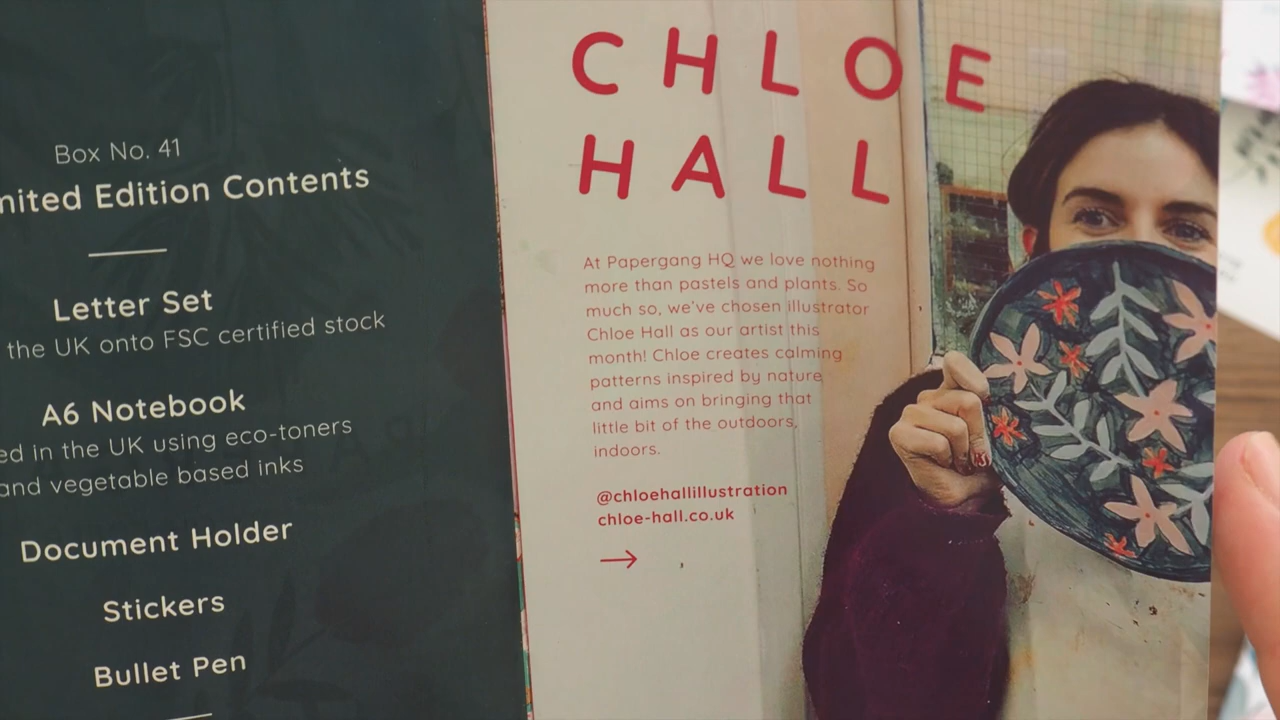 Box No. 41
Edition Contents
Letter Set
the UK onto FSC certified stock
A6 Notebook
in the UK using eco-toners
and vegetable based inks
Document Holder
Stickers
Bullet Pen
CHLOE
HALL
At Papergang HQ we love nothing
more than pastels and plants. So
much so, we've chosen illustrator
Chloe Hall as our artist this
month! Chloe creates calming
patterns inspired by nature
and aims on bringing that
little bit of the outdoors,
indoors.
@chloehallillustration
chloe-hall.co.uk